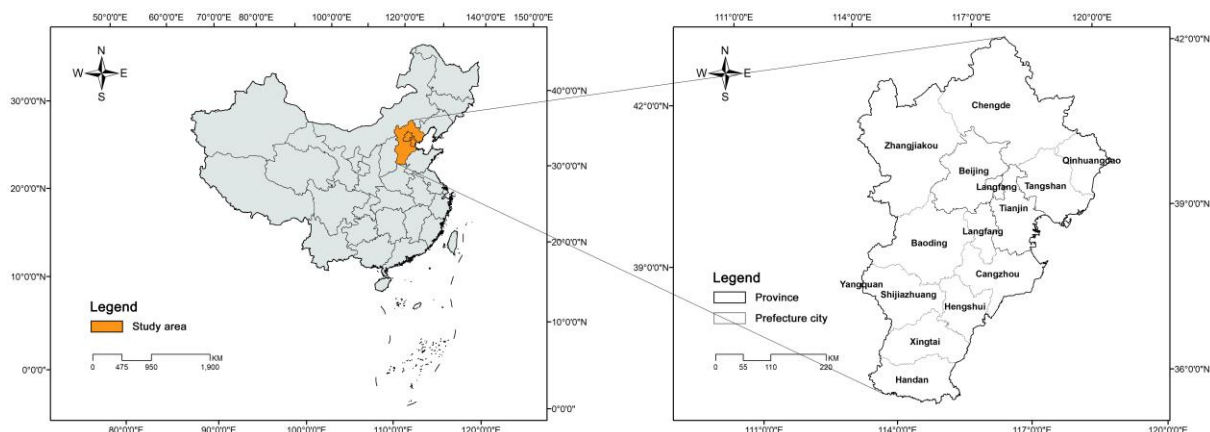 50°0'0"E 60°0'0"E 70°0'0"E 80°0'0"E 100°0'0"E 120°0'0"E 140°0'0"E 150°0'0"E
N
W E
S
40°0'0"N
30°0'0"N
30°0'0"N
20°0'0"N
20°0'0"N
10°0'0"N
10°0'0"N
0°0'0"N
0°0'0"
Legend
Study area
KM
0 475 950 1,900
80°0'0"E 90°0'0"E 100°0'0"E 110°0'0"E 120°0'0"E 130°0'0"E
111°0'0"E 114°0'0"E 117°0'0"E 120°0'0"E
N
W E
S
42°0'0"N
42°0'0"N
Chengde
Zhangjiakou
Qinhuangdao
Beijing
Langfang
Tangshan
39°0'0"N
Tianjin
Langfang
Baoding
39°0'0"N
Cangzhou
Yangquan
Shijiazhuang
Hengshui
Xingtai
Handan
36°0'0"N
Legend
Province
Prefecture city
KM
0 55 110 220
111°0'0"E 114°0'0"E 117°0'0"E 120°0'0"E